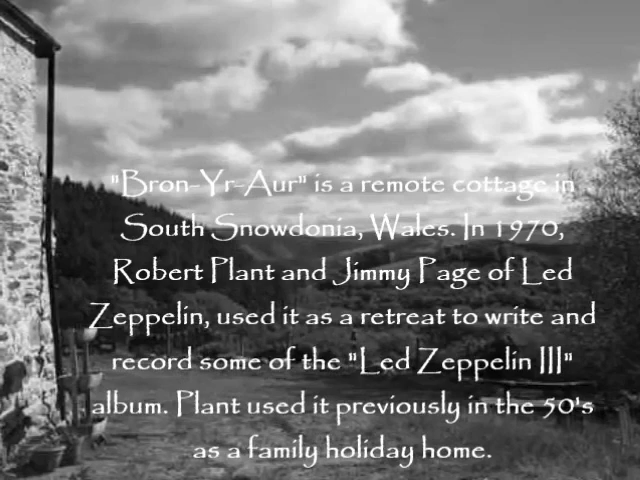 "Bron-Yr-Aur" is a remote cottage in
South Snowdonia, Wales. In 1970,
Robert Plant and Jimmy Page of Led
Zeppelin, used it as a retreat to write and
record some of the "Led Zeppelin III"
album. Plant used it previously in the 50's
as a family holiday home.